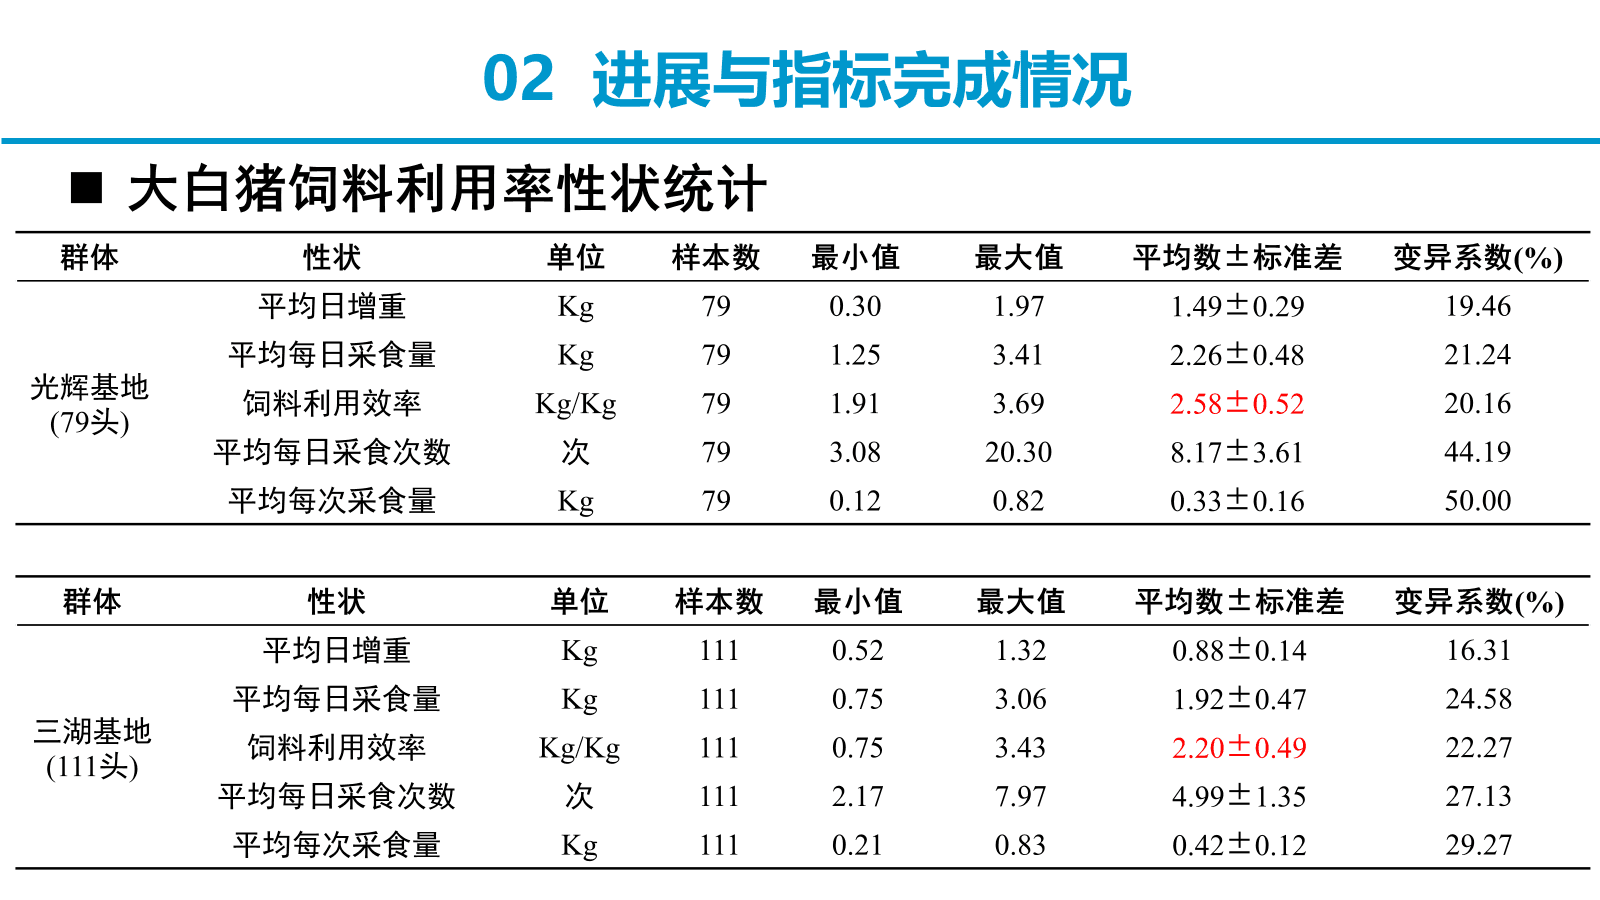 02 进展与指标完成情况
■ 大白猪饲料利用率性状统计
群体 性状 单位 样本数 最小值 最大值 平均数±标准差 变异系数(%)
光辉基地
(79头)
平均日增重 Kg 79 0.30 1.97 1.49±0.29 19.46
平均每日采食量 Kg 79 1.25 3.41 2.26±0.48 21.24
饲料利用效率 Kg/Kg 79 1.91 3.69 2.58±0.52 20.16
平均每日采食次数 次 79 3.08 20.30 8.17±3.61 44.19
平均每次采食量 Kg 79 0.12 0.82 0.33±0.16 50.00
群体 性状 单位 样本数 最小值 最大值 平均数±标准差 变异系数(%)
三湖基地
(111头)
平均日增重 Kg 111 0.52 1.32 0.88±0.14 16.31
平均每日采食量 Kg 111 0.75 3.06 1.92±0.47 24.58
饲料利用效率 Kg/Kg 111 0.75 3.43 2.20±0.49 22.27
平均每日采食次数 次 111 2.17 7.97 4.99±1.35 27.13
平均每次采食量 Kg 111 0.21 0.83 0.42±0.12 29.27